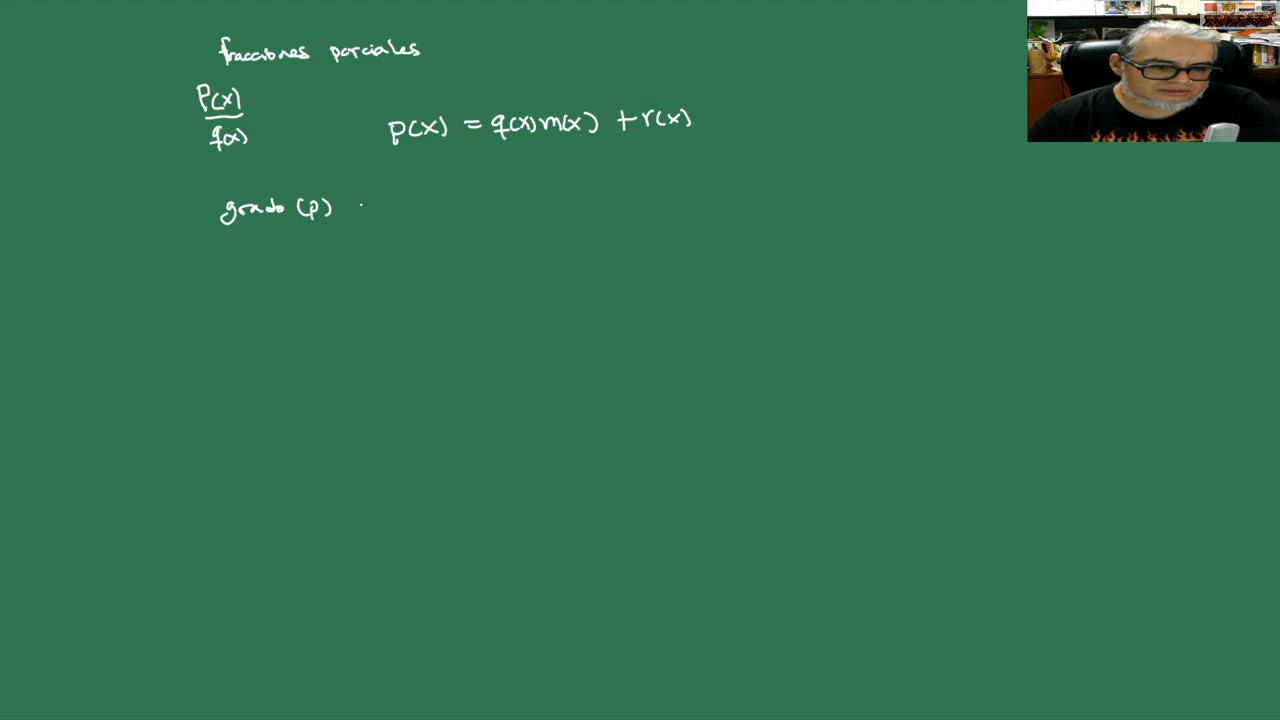 fracciones parciales
P(x)
q(x)
p(x) = q(x)m(x) + r(x)
grado (p)